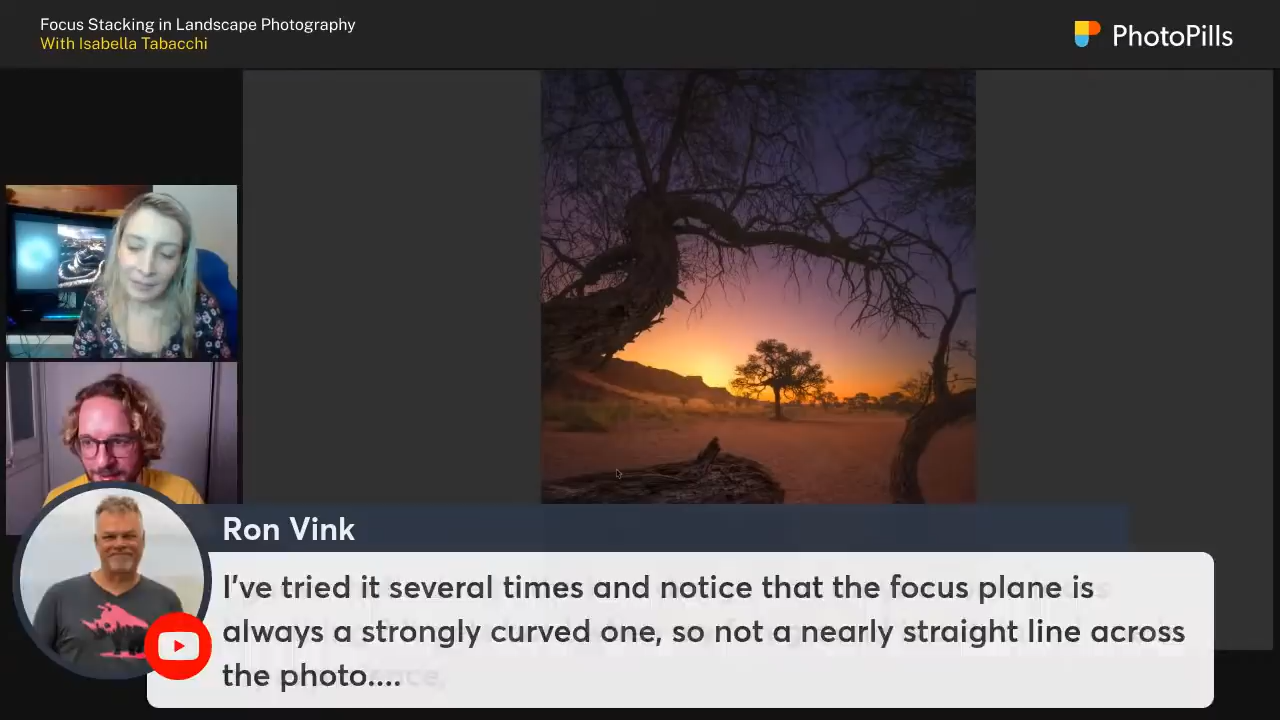 Focus Stacking in Landscape Photography
With Isabella Tabacchi
PhotoPills
Ron Vink
I've tried it several times and notice that the focus plane is
always a strongly curved one, so not a nearly straight line across
the photo....